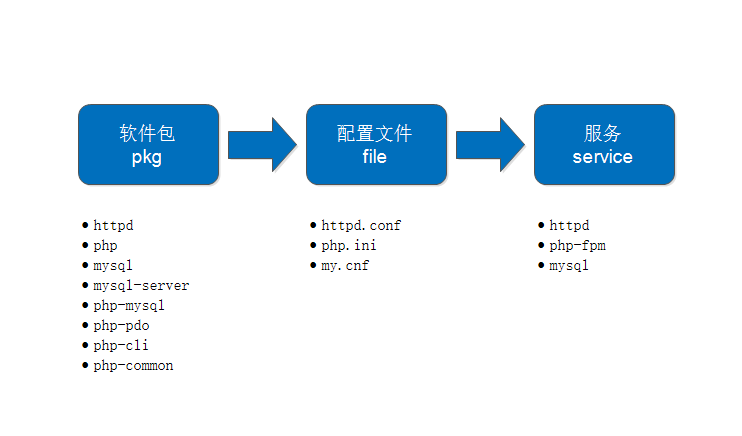 软件包
pkg
配置文件
file
服务
service
• httpd
• php
• mysql
• mysql-server
• php-mysql
• php-pdo
• php-cli
• php-common
• httpd.conf
• php.ini
• my.cnf
• httpd
• php-fpm
• mysql